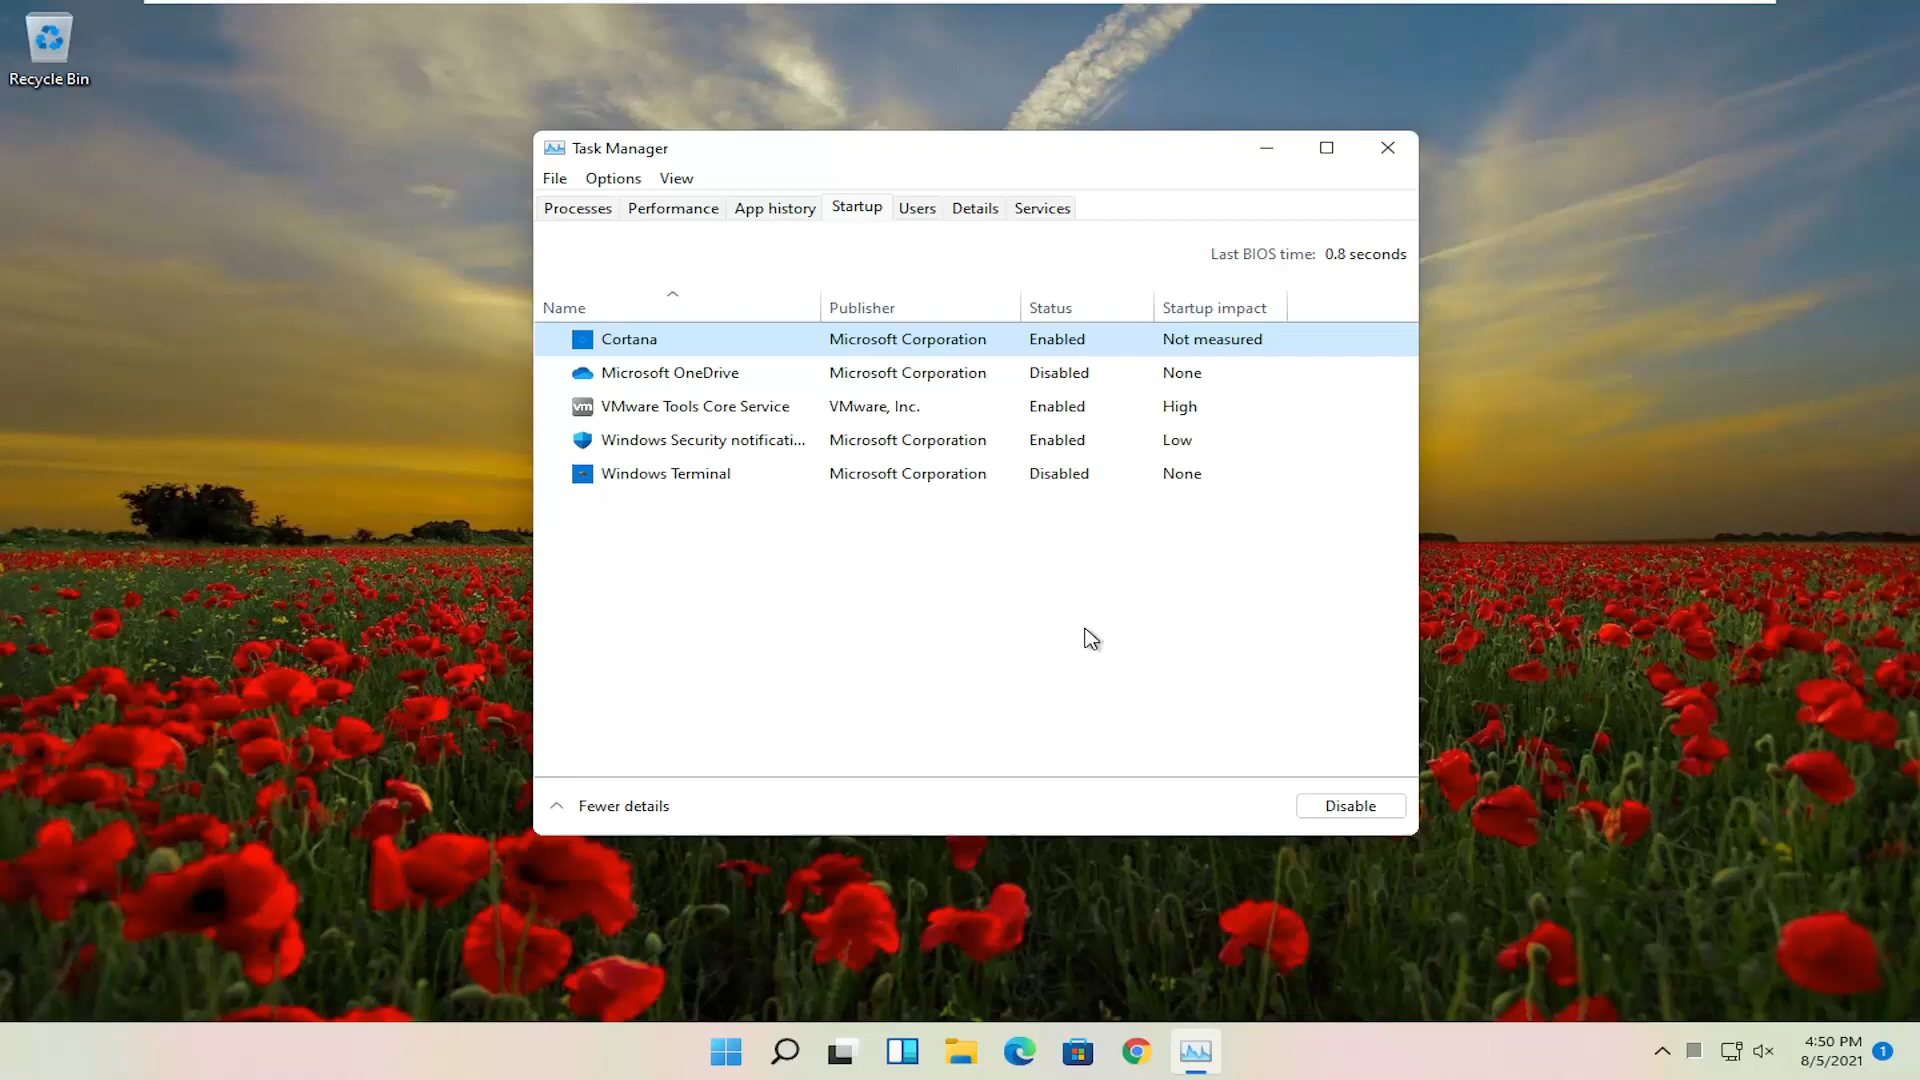 Recycle Bin
Task Manager
File Options View
Processes Performance App history Startup Users Details Services
Last BIOS time: 0.8 seconds
Name Publisher Status Startup impact
Cortana Microsoft Corporation Enabled Not measured
Microsoft OneDrive Microsoft Corporation Disabled None
vm VMware Tools Core Service VMware, Inc. Enabled High
Windows Security notificati... Microsoft Corporation Enabled Low
Windows Terminal Microsoft Corporation Disabled None
Fewer details Disable
4:50 PM
8/5/2021 1